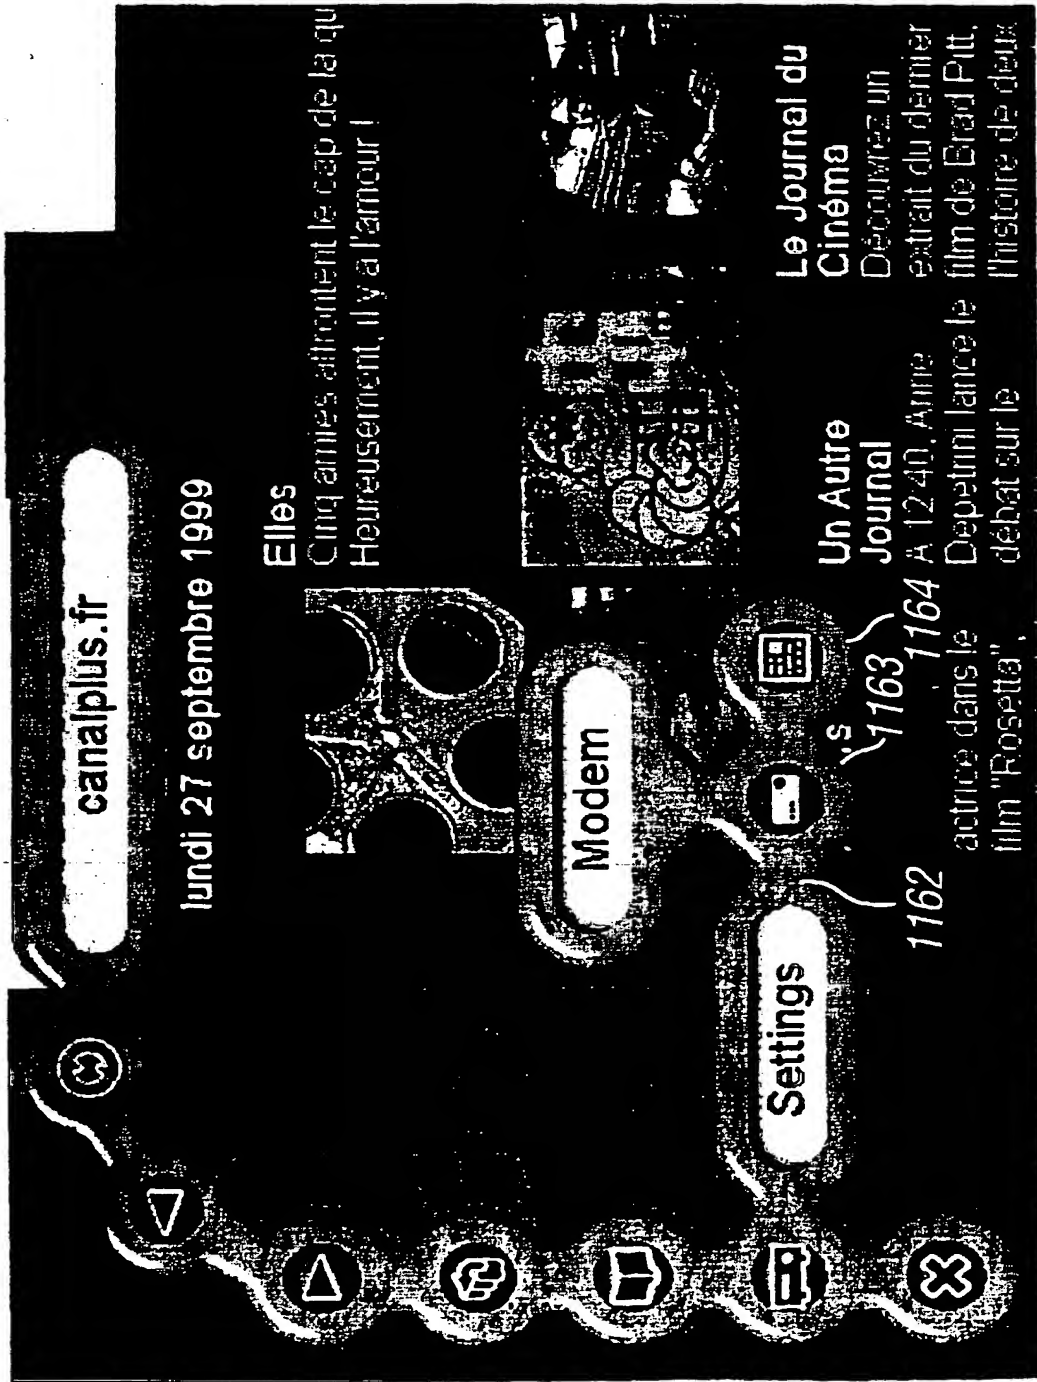 canalplus.fr
lundi 27 septembre 1999
Elles
Cinq amies affrontent le cap de la qu
Heureusement, il y a l'amour !
Modem
Settings
's
actrice dans le
film "Rosetta",
Un Autre
Journal
A 12:40, Anne
Depetrini lance le
débat sur le
Le Journal du
Cinéma
Découvrez un
extrait du dernier
film de Brad Pitt,
l'histoire de deux
1162
1163
1164